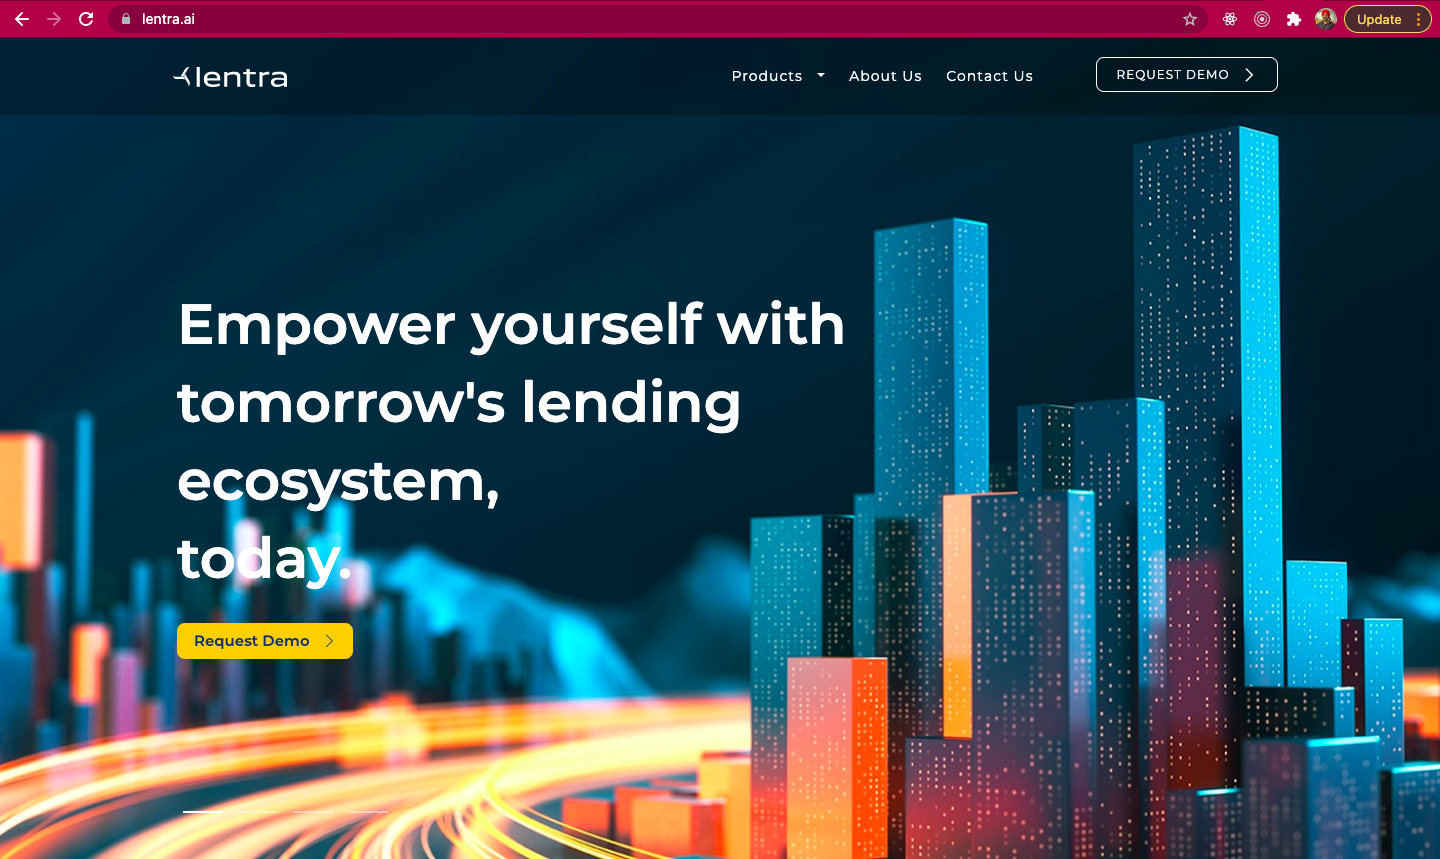 lentra.ai
Update
lentra
Products
About Us
Contact Us
REQUEST DEMO
Empower yourself with
tomorrow's lending
ecosystem,
today.
Request Demo